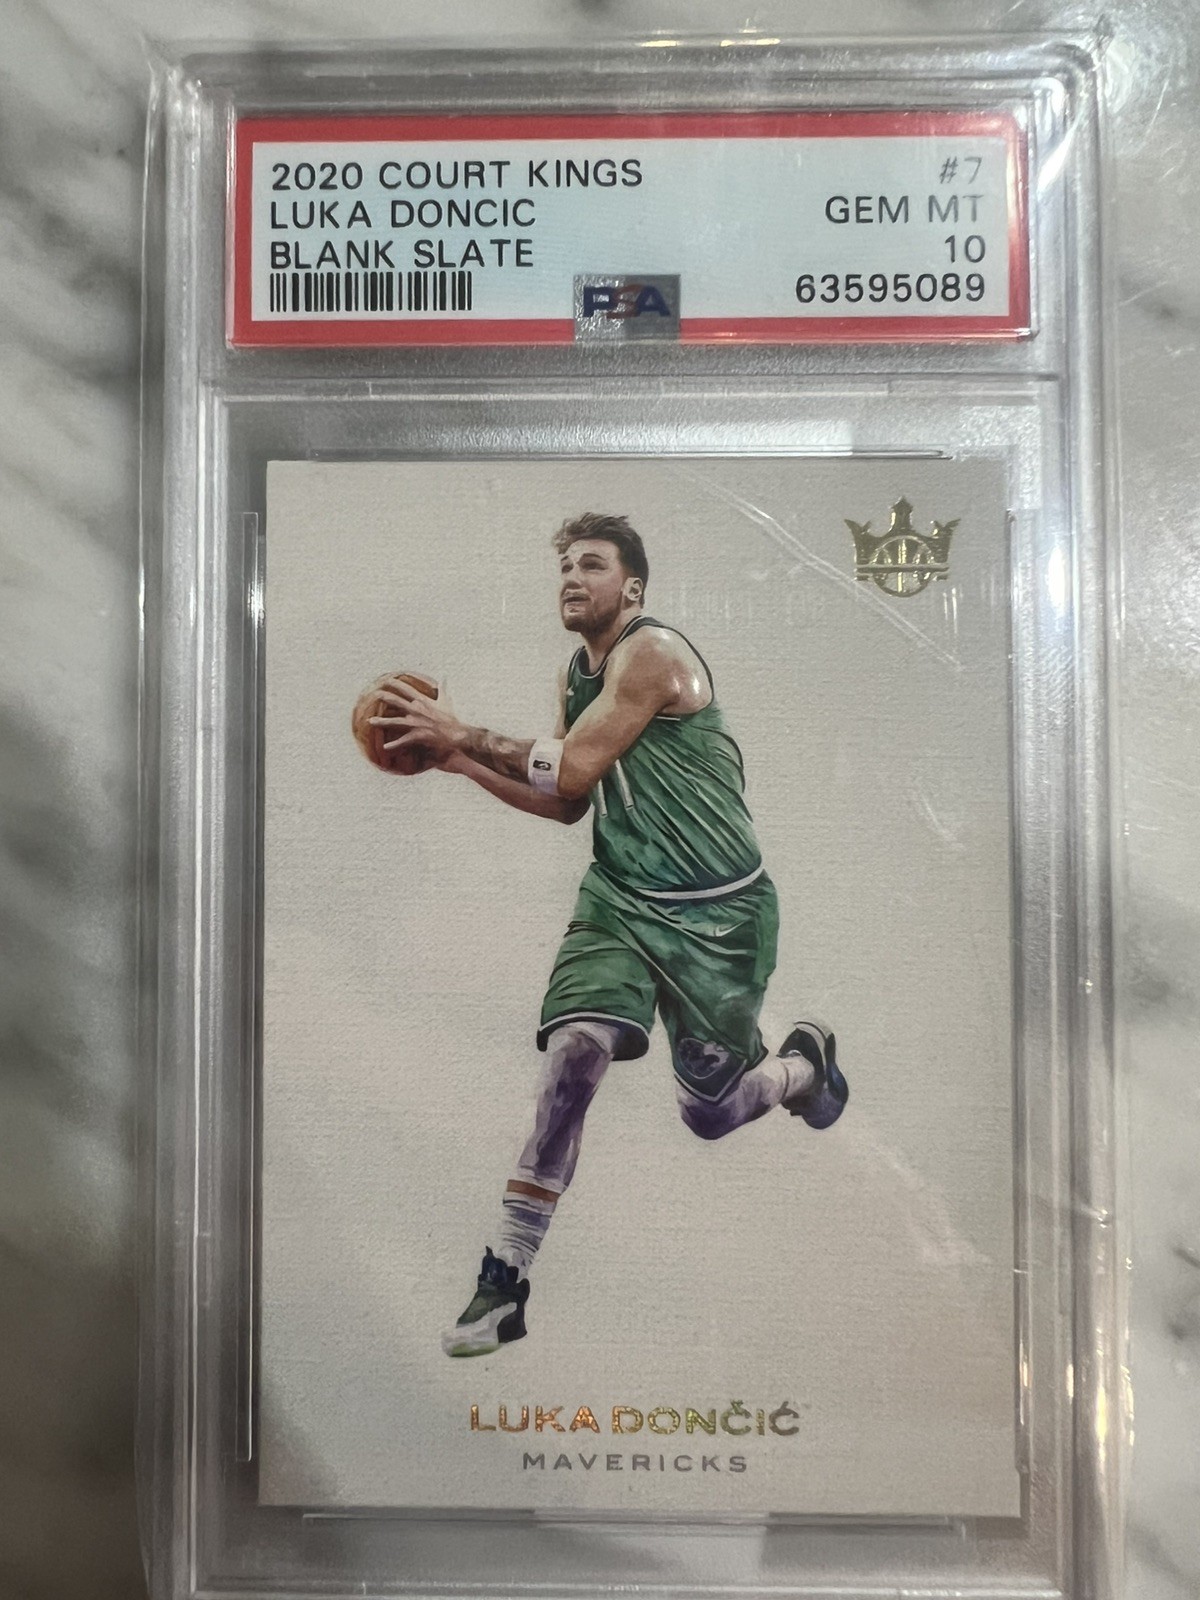 2020 COURT KINGS #7
LUKA DONCIC GEM MT
BLANK SLATE 10
63595089
PSA
LUKA DONČIĆ
MAVERICKS